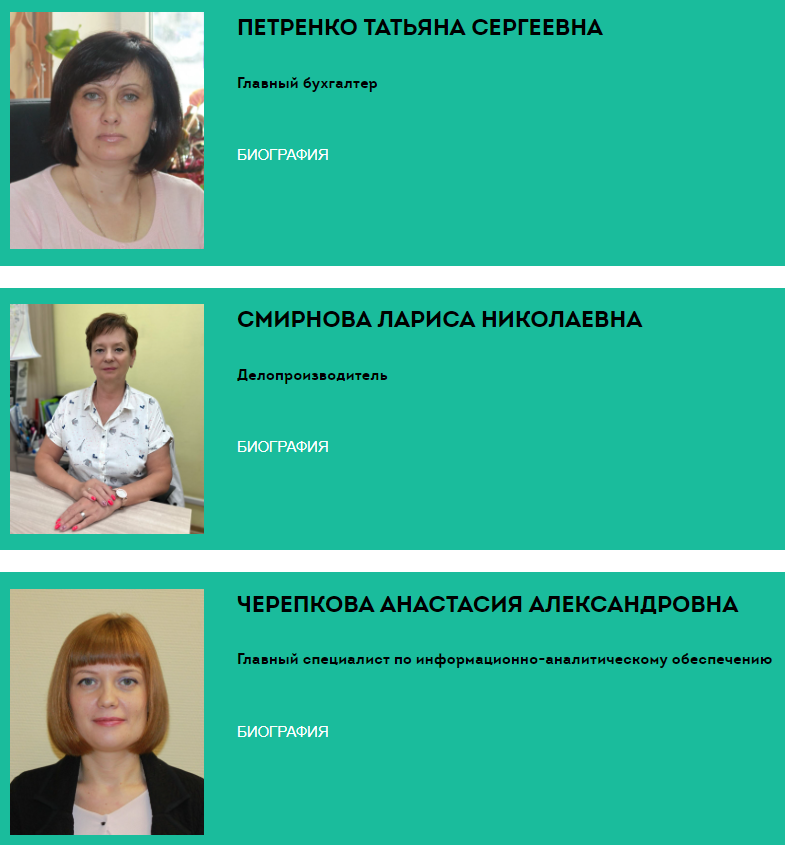 ПЕТРЕНКО ТАТЬЯНА СЕРГЕЕВНА
Главный бухгалтер
БИОГРАФИЯ
СМИРНОВА ЛАРИСА НИКОЛАЕВНА
Делопроизводитель
БИОГРАФИЯ
ЧЕРЕПКОВА АНАСТАСИЯ АЛЕКСАНДРОВНА
Главный специалист по информационно-аналитическому обеспечению
БИОГРАФИЯ